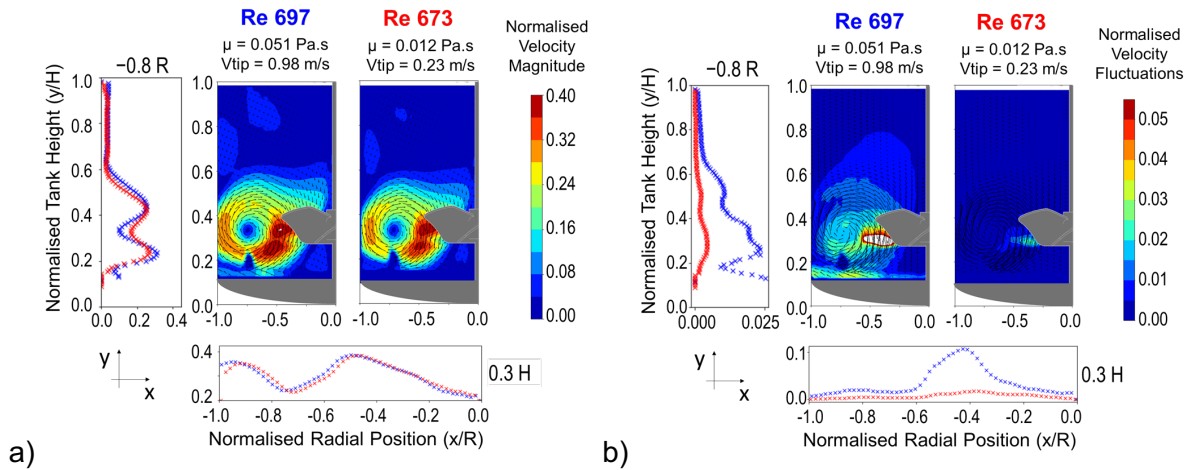 Re 697
Re 673
μ = 0.051 Pa.s
Vtip = 0.98 m/s
μ = 0.012 Pa.s
Vtip = 0.23 m/s
Normalised
Velocity
Magnitude
−0.8 R
Normalised Tank Height (y/H)
1.0
0.8
0.6
0.4
0.2
0.0
0.0
0.2
0.4
1.0
0.8
0.6
0.4
0.2
0.0
-1.0
-0.5
0.0
-1.0
-0.5
0.0
0.40
0.32
0.24
0.16
0.08
0.00
y
x
0.4
0.2
0.3 H
-1.0
-0.8
-0.6
-0.4
-0.2
0.0
Normalised Radial Position (x/R)
a)
Re 697
Re 673
μ = 0.051 Pa.s
Vtip = 0.98 m/s
μ = 0.012 Pa.s
Vtip = 0.23 m/s
Normalised
Velocity
Fluctuations
−0.8 R
Normalised Tank Height (y/H)
1.0
0.8
0.6
0.4
0.2
0.0
0.000
0.025
1.0
0.8
0.6
0.4
0.2
0.0
-1.0
-0.5
0.0
-1.0
-0.5
0.0
0.05
0.04
0.03
0.02
0.01
0.00
y
x
0.1
0.0
0.3 H
-1.0
-0.8
-0.6
-0.4
-0.2
0.0
Normalised Radial Position (x/R)
b)